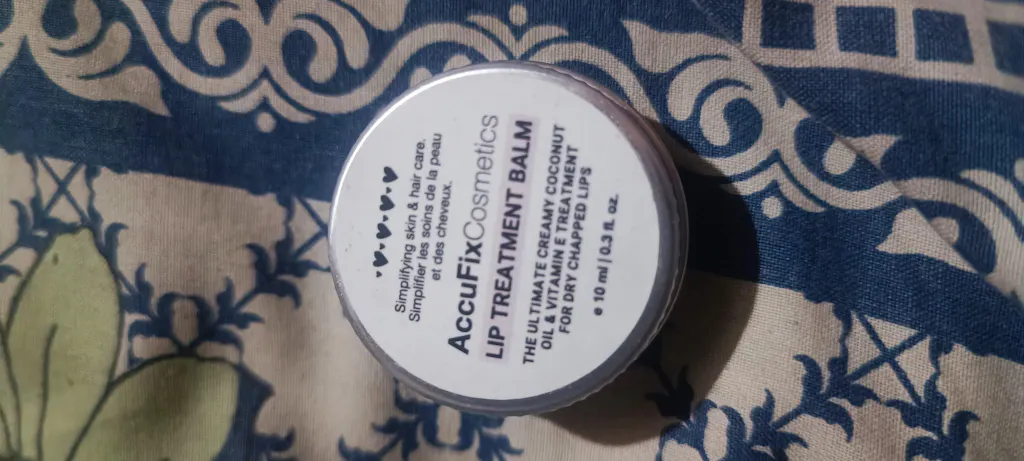 Simplifying skin & hair care.
Simplifier les soins de la peau
et des cheveux.
ACCUFIXCosmetics
LIP TREATMENT BALM
THE ULTIMATE CREAMY COCONUT
OIL & VITAMIN E TREATMENT
FOR DRY CHAPPED LIPS
e 10 ml | 0.3 fl. oz.